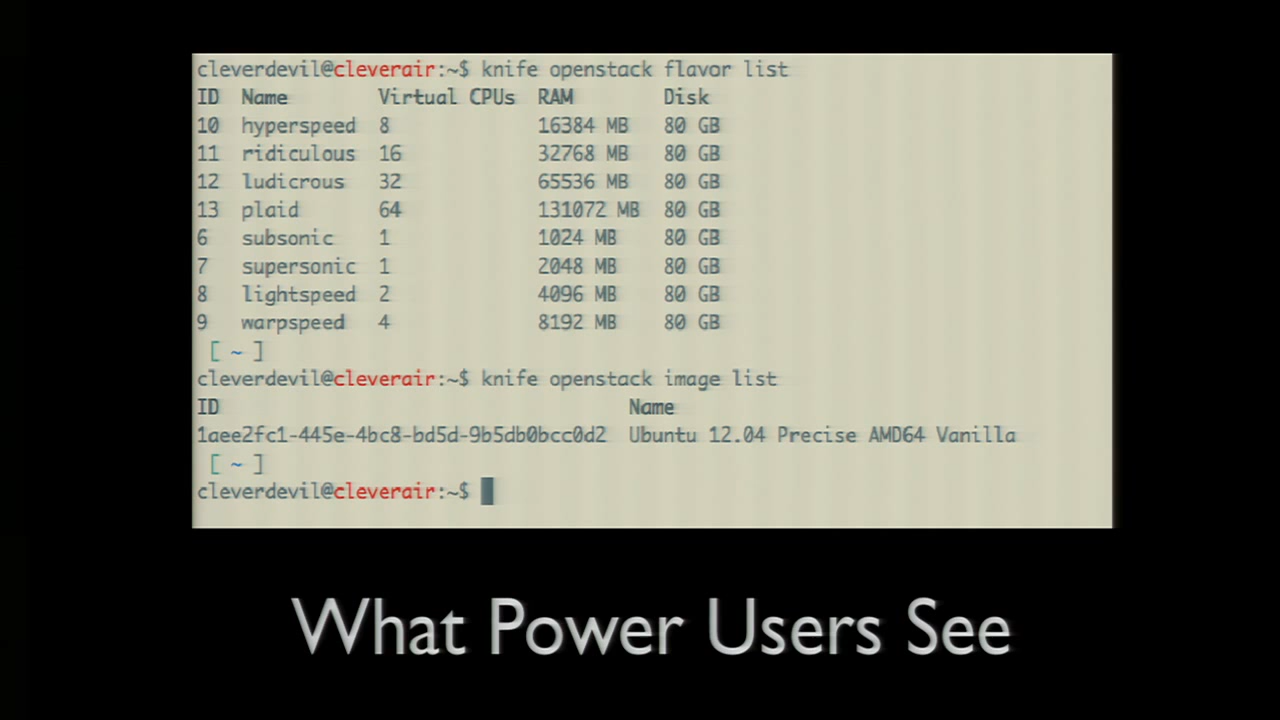 cleverdevil@cleverair:~$ knife openstack flavor list
ID  Name        Virtual CPUs  RAM        Disk
10  hyperspeed  8             16384 MB   80 GB
11  ridiculous  16            32768 MB   80 GB
12  ludicrous   32            65536 MB   80 GB
13  plaid       64            131072 MB  80 GB
6   subsonic    1             1024 MB    80 GB
7   supersonic  1             2048 MB    80 GB
8   lightspeed  2             4096 MB    80 GB
9   warpspeed   4             8192 MB    80 GB
[ ~ ]
cleverdevil@cleverair:~$ knife openstack image list
ID                                    Name
1aee2fc1-445e-4bc8-bd5d-9b5db0bcc0d2  Ubuntu 12.04 Precise AMD64 Vanilla
[ ~ ]
cleverdevil@cleverair:~$
What Power Users See